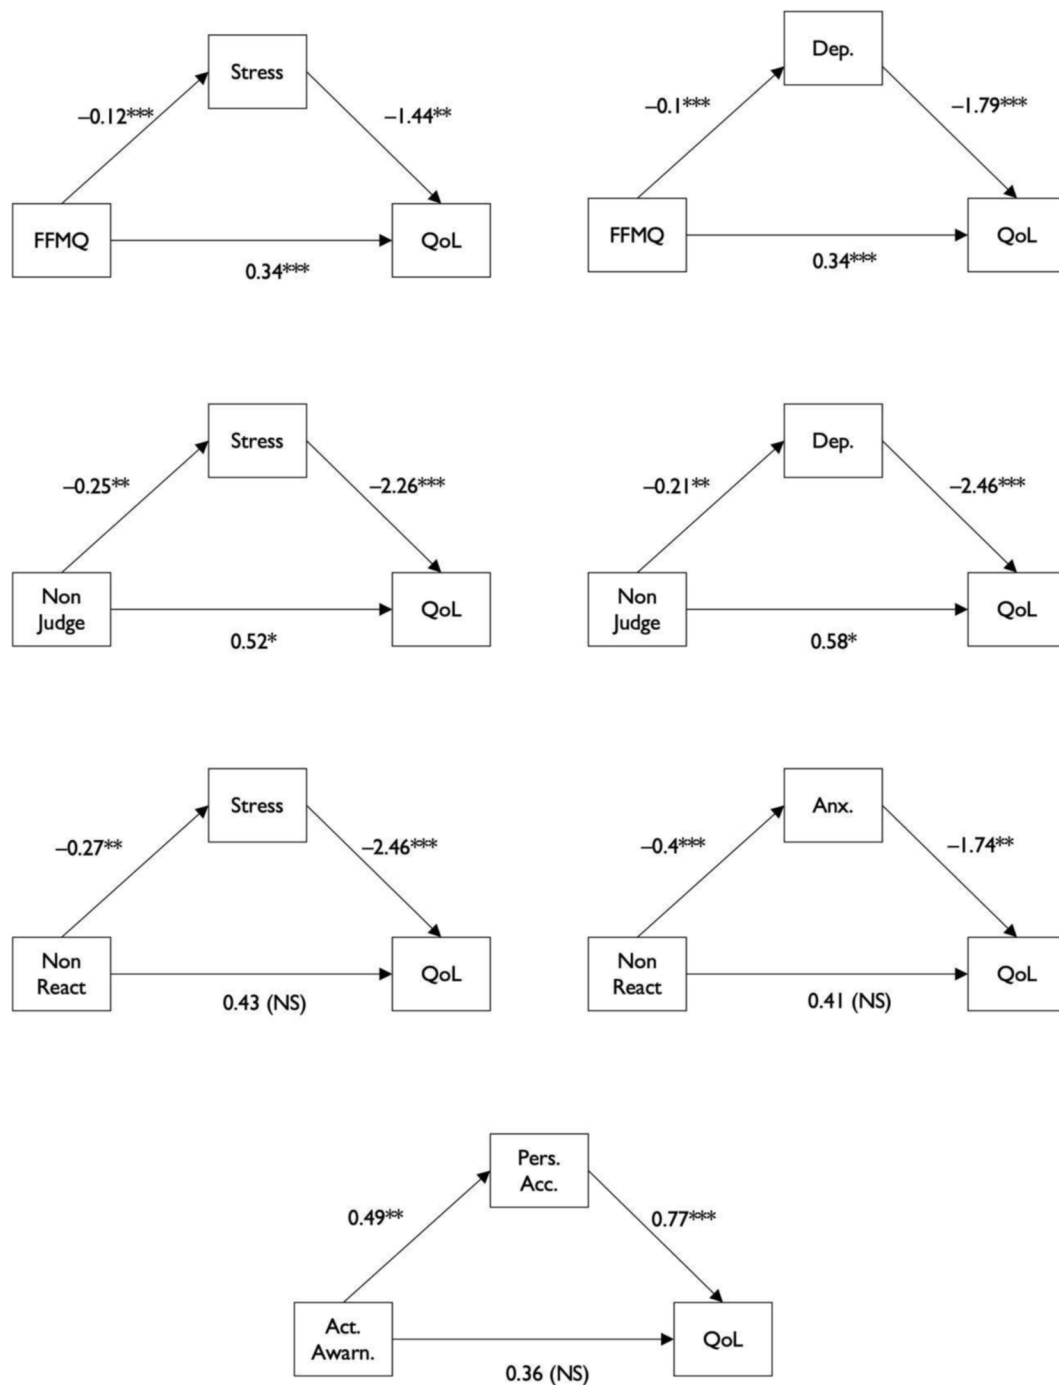 Stress
−0.12***
−1.44**
FFMQ
QoL
0.34***
Dep.
−0.1***
−1.79***
FFMQ
QoL
0.34***
Stress
−0.25**
−2.26***
Non
Judge
QoL
0.52*
Dep.
−0.21**
−2.46***
Non
Judge
QoL
0.58*
Stress
−0.27**
−2.46***
Non
React
QoL
0.43 (NS)
Anx.
−0.4***
−1.74**
Non
React
QoL
0.41 (NS)
Pers.
Acc.
0.49**
0.77***
Act.
Awarn.
QoL
0.36 (NS)